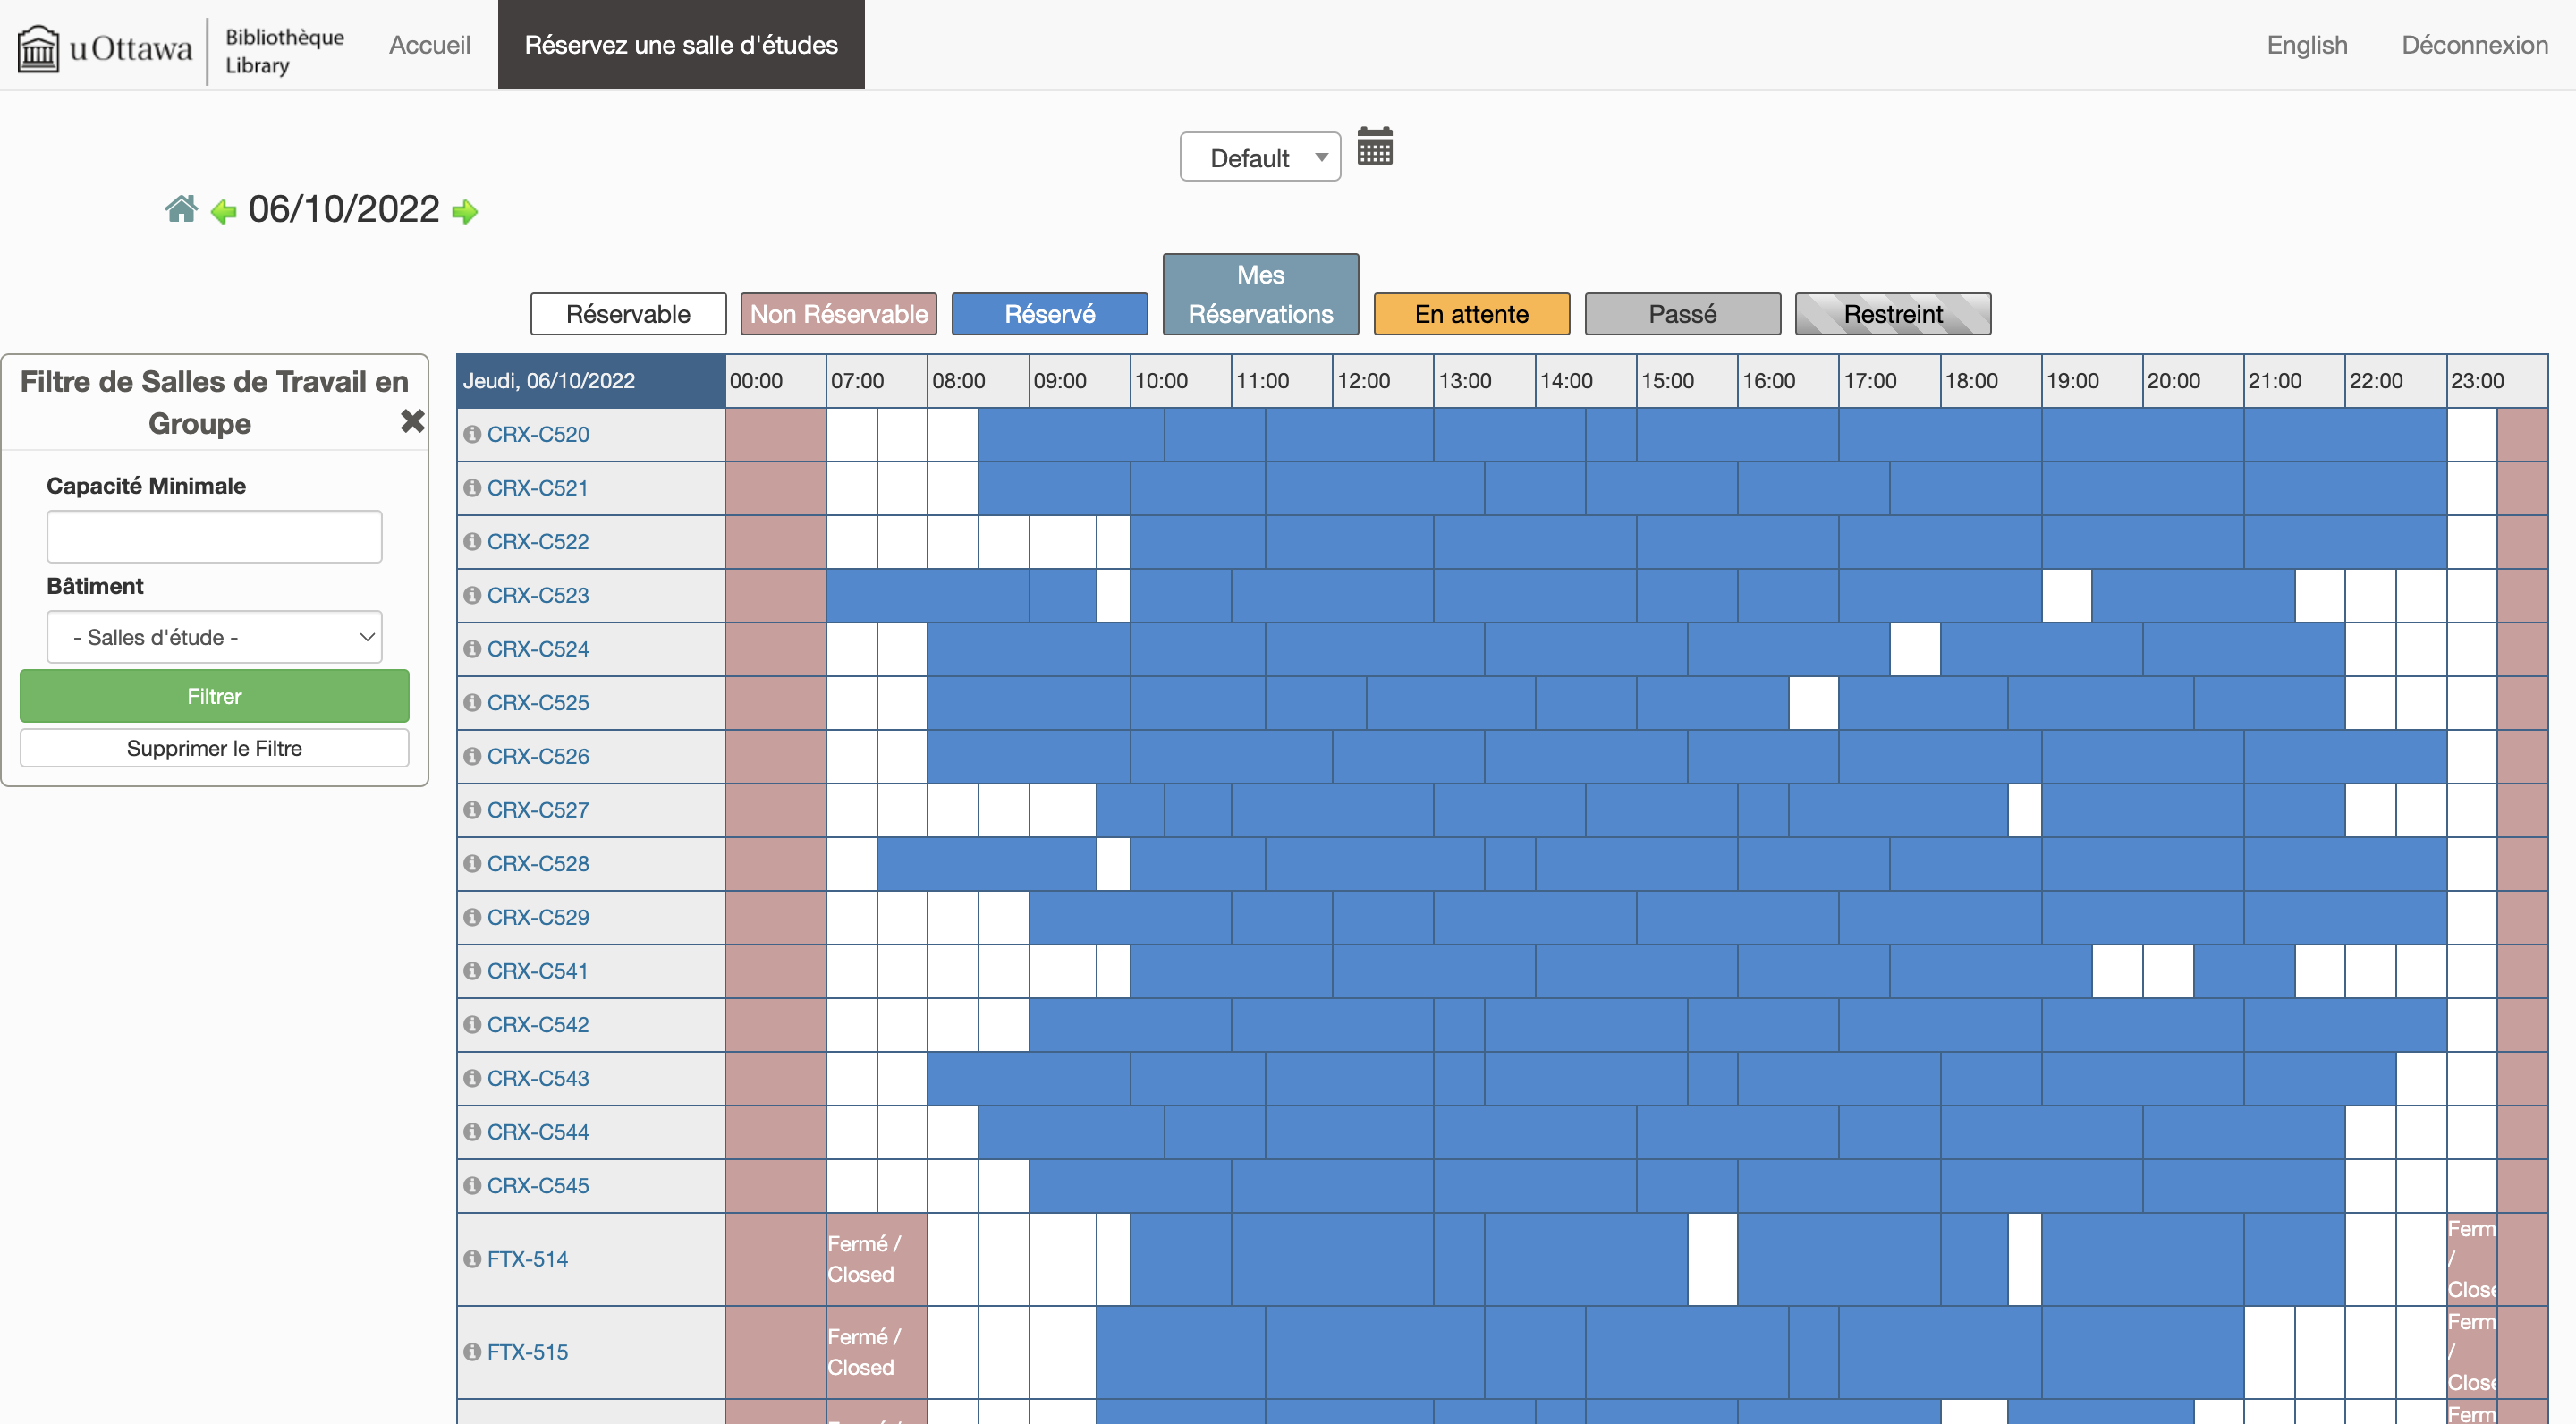 uOttawa
Bibliothèque
Library
Accueil
Réservez une salle d'études
English
Déconnexion
Default
06/10/2022
Réservable
Non Réservable
Réservé
Mes
Réservations
En attente
Passé
Restreint
Filtre de Salles de Travail en
Groupe
Capacité Minimale
Bâtiment
- Salles d'étude -
Filtrer
Supprimer le Filtre
Jeudi, 06/10/2022 00:00 07:00 08:00 09:00 10:00 11:00 12:00 13:00 14:00 15:00 16:00 17:00 18:00 19:00 20:00 21:00 22:00 23:00
CRX-C520
CRX-C521
CRX-C522
CRX-C523
CRX-C524
CRX-C525
CRX-C526
CRX-C527
CRX-C528
CRX-C529
CRX-C541
CRX-C542
CRX-C543
CRX-C544
CRX-C545
FTX-514
Fermé /
Closed
Ferm
/
Close
FTX-515
Fermé /
Closed
Ferm
/
Close
Ferm